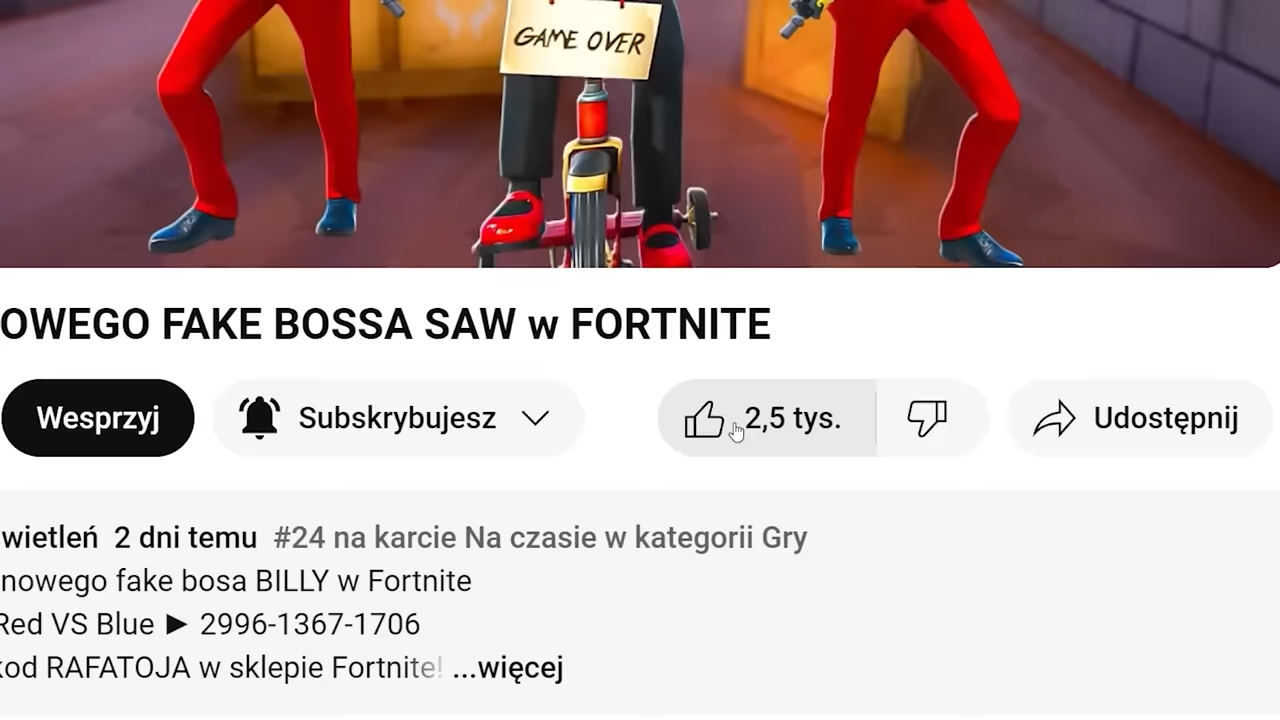 GAME OVER
OWEGO FAKE BOSSA SAW w FORTNITE
Wesprzyj Subskrybujesz 2,5 tys. Udostępnij
wietleń 2 dni temu #24 na karcie Na czasie w kategorii Gry
nowego fake bosa BILLY w Fortnite
Red VS Blue ► 2996-1367-1706
kod RAFATOJA w sklepie Fortnite! ...więcej